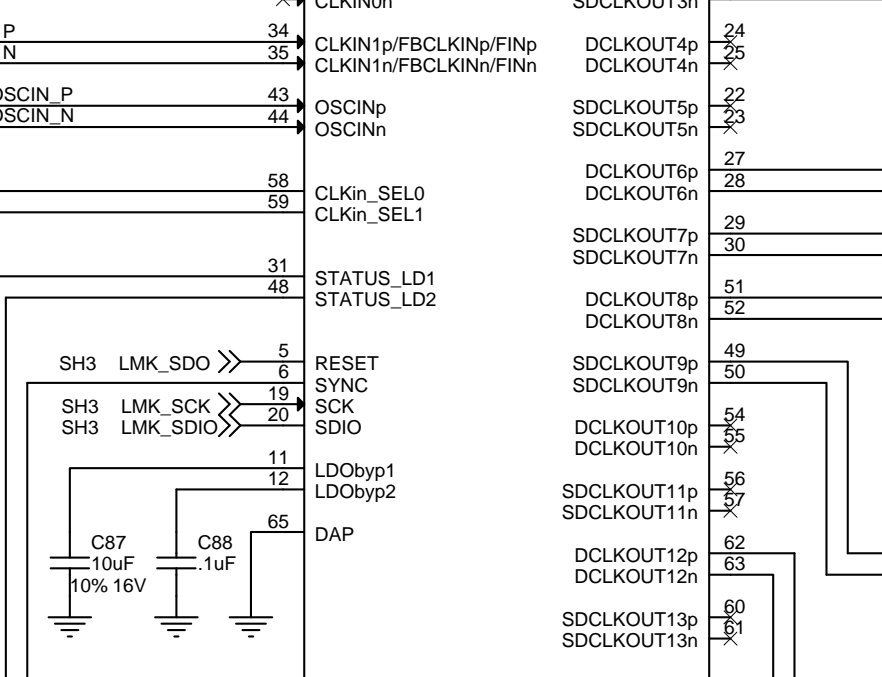 CLKIN0n SDCLKOUT3n
P 34 CLKIN1p/FBCLKINp/FINp DCLKOUT4p 24
N 35 CLKIN1n/FBCLKINn/FINn DCLKOUT4n 25
OSCIN_P 43 OSCINp SDCLKOUT5p 22
OSCIN_N 44 OSCINn SDCLKOUT5n 23
DCLKOUT6p 27
58 CLKin_SEL0 DCLKOUT6n 28
59 CLKin_SEL1
SDCLKOUT7p 29
SDCLKOUT7n 30
31 STATUS_LD1
48 STATUS_LD2 DCLKOUT8p 51
DCLKOUT8n 52
SH3 LMK_SDO 5 RESET SDCLKOUT9p 49
6 SYNC SDCLKOUT9n 50
SH3 LMK_SCK 19 SCK
SH3 LMK_SDIO 20 SDIO DCLKOUT10p 54
DCLKOUT10n 55
11 LDObyp1
12 LDObyp2 SDCLKOUT11p 56
SDCLKOUT11n 57
65 DAP
C87 C88 DCLKOUT12p 62
10uF .1uF DCLKOUT12n 63
10% 16V
SDCLKOUT13p 60
SDCLKOUT13n 61